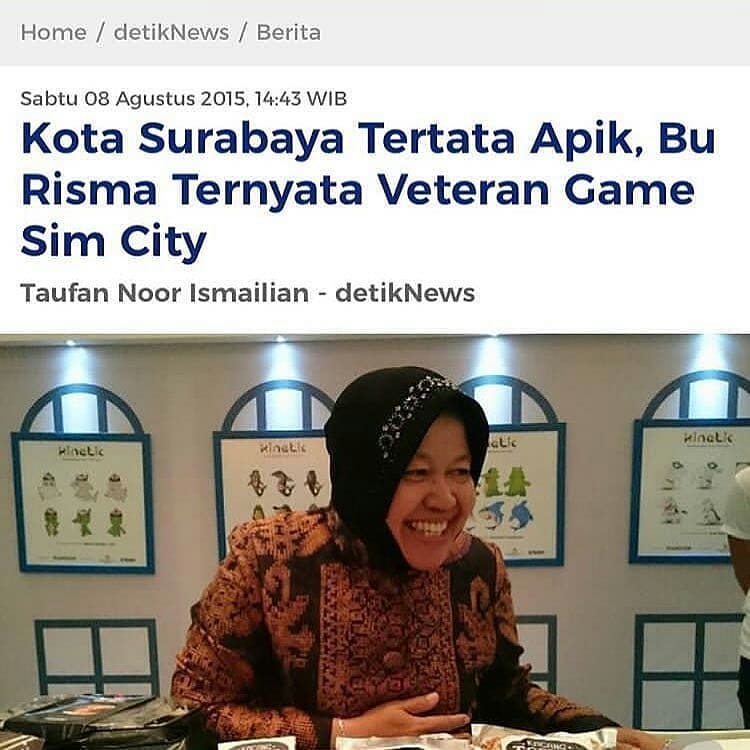 Home / detikNews / Berita
Sabtu 08 Agustus 2015, 14:43 WIB
Kota Surabaya Tertata Apik, Bu
Risma Ternyata Veteran Game
Sim City
Taufan Noor Ismailian - detikNews
kinetic
kinetic
kinetic